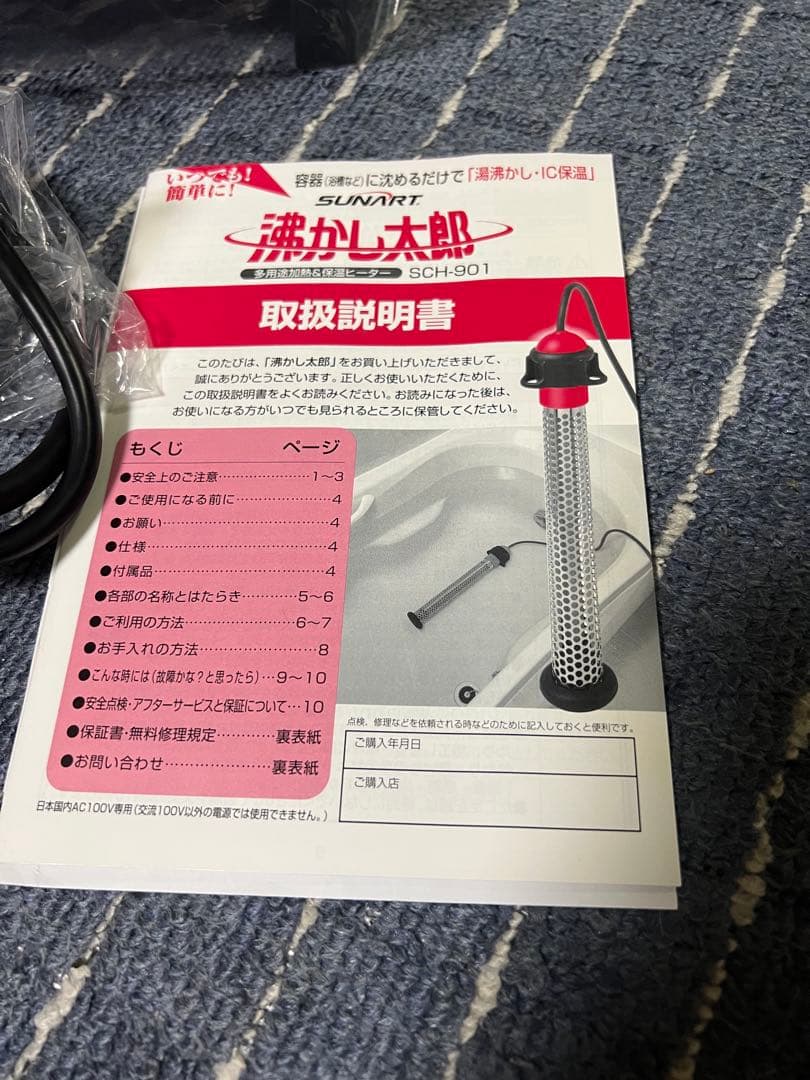 いつでも!
簡単に!
容器(浴槽など)に沈めるだけで「湯沸かし・IC保温」
SUNART.
沸かし太郎
多用途加熱&保温ヒーター SCH-901
取扱説明書
このたびは、「沸かし太郎」をお買い上げいただきまして、
誠にありがとうございます。正しくお使いいただくために、
この取扱説明書をよくお読みください。お読みになった後は、
お使いになる方がいつでも見られるところに保管してください。
もくじ ページ
●安全上のご注意…………………1〜3
●ご使用になる前に…………………4
●お願い………………………………4
●仕様…………………………………4
●付属品………………………………4
●各部の名称とはたらき…………5〜6
●ご利用の方法……………………6〜7
●お手入れの方法……………………8
●こんな時には(故障かな?と思ったら)…9〜10
●安全点検・アフターサービスと保証について…10
●保証書・無料修理規定…………裏表紙
●お問い合わせ…………………裏表紙
日本国内AC100V専用(交流100V以外の電源では使用できません。)
点検、修理などを依頼される時などのために記入しておくと便利です。
ご購入年月日
ご購入店